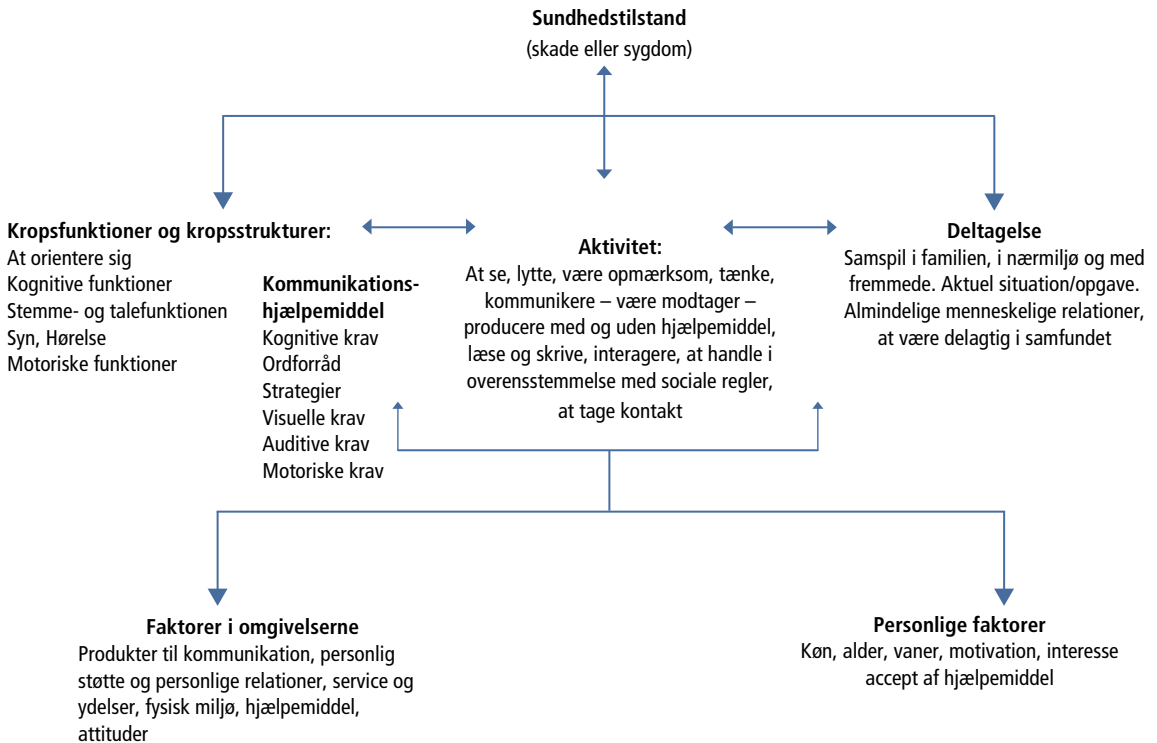 Sundhedstilstand
(skade eller sygdom)
Kropsfunktioner og kropsstrukturer:
At orientere sig
Kognitive funktioner
Stemme- og talefunktionen
Syn, Hørelse
Motoriske funktioner
Kommunikations-
hjælpemiddel
Kognitive krav
Ordforråd
Strategier
Visuelle krav
Auditive krav
Motoriske krav
Aktivitet:
At se, lytte, være opmærksom, tænke,
kommunikere – være modtager –
producere med og uden hjælpemiddel,
læse og skrive, interagere, at handle i
overensstemmelse med sociale regler,
at tage kontakt
Deltagelse
Samspil i familien, i nærmiljø og med
fremmede. Aktuel situation/opgave.
Almindelige menneskelige relationer,
at være delagtig i samfundet
Faktorer i omgivelserne
Produkter til kommunikation, personlig
støtte og personlige relationer, service og
ydelser, fysisk miljø, hjælpemiddel,
attituder
Personlige faktorer
Køn, alder, vaner, motivation, interesse
accept af hjælpemiddel